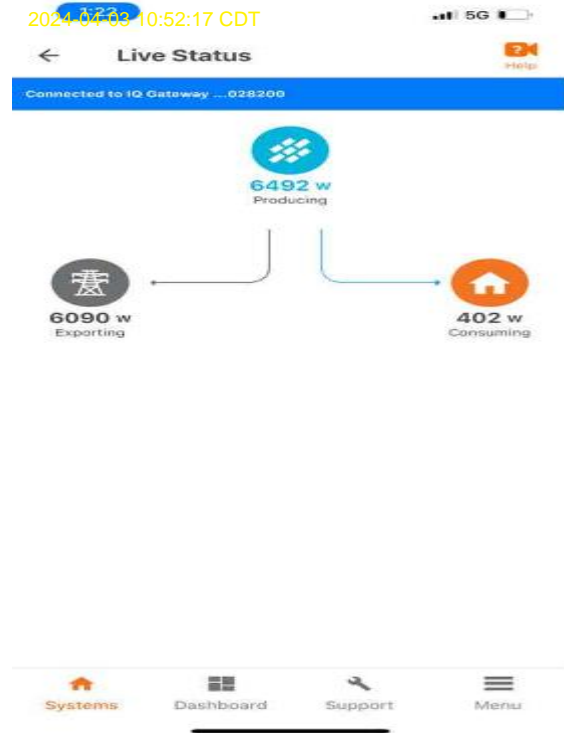 2024-04-03 10:52:17 CDT
5G
Live Status
Help
Connected to IQ Gateway ...028200
6492 w
Producing
6090 w
Exporting
402 w
Consuming
Systems Dashboard Support Menu